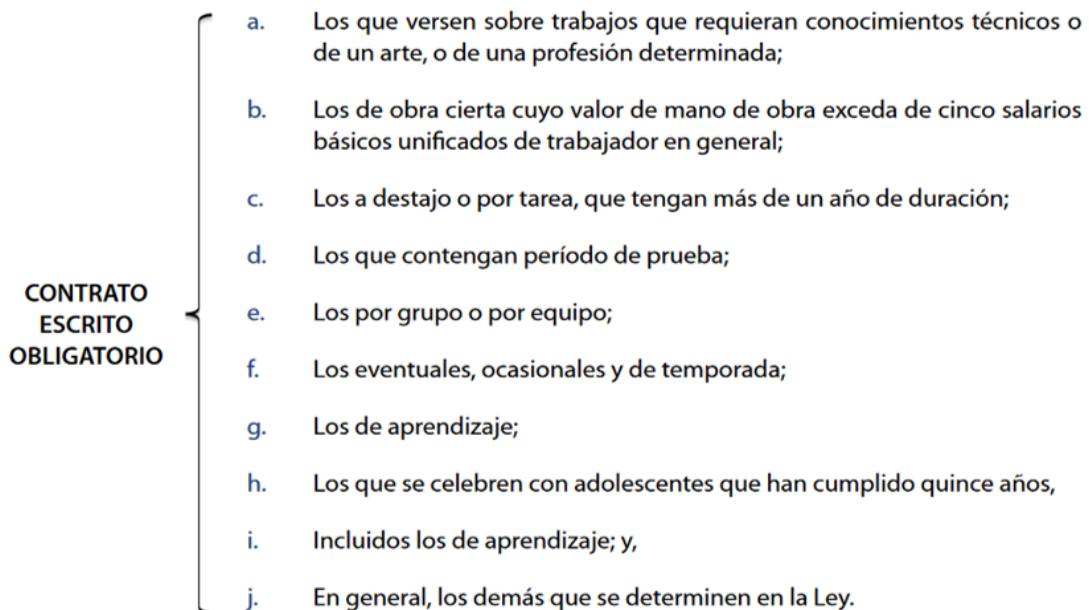 CONTRATO
ESCRITO
OBLIGATORIO
a. Los que versen sobre trabajos que requieran conocimientos técnicos o
de un arte, o de una profesión determinada;
b. Los de obra cierta cuyo valor de mano de obra exceda de cinco salarios
básicos unificados de trabajador en general;
c. Los a destajo o por tarea, que tengan más de un año de duración;
d. Los que contengan período de prueba;
e. Los por grupo o por equipo;
f. Los eventuales, ocasionales y de temporada;
g. Los de aprendizaje;
h. Los que se celebren con adolescentes que han cumplido quince años,
i. Incluidos los de aprendizaje; y,
j. En general, los demás que se determinen en la Ley.